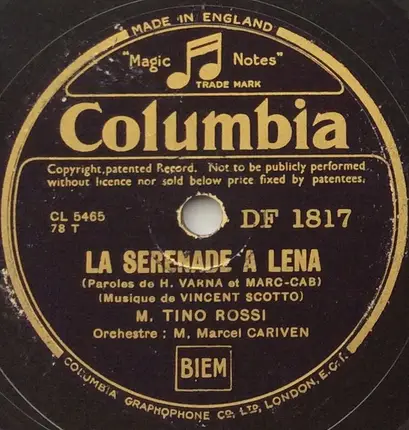 MADE IN ENGLAND
"Magic Notes"
TRADE MARK
Columbia
Copyright, patented Record. Not to be publicly performed
without licence nor sold below price fixed by patentees.
CL 5465
78 T
DF 1817
LA SERENADE A LENA
(Paroles de H. VARNA et MARC-CAB)
(Musique de VINCENT SCOTTO)
M. TINO ROSSI
Orchestre : M. Marcel CARIVEN
BIEM
COLUMBIA GRAPHOPHONE CO, LTD, LONDON, E.C.1.